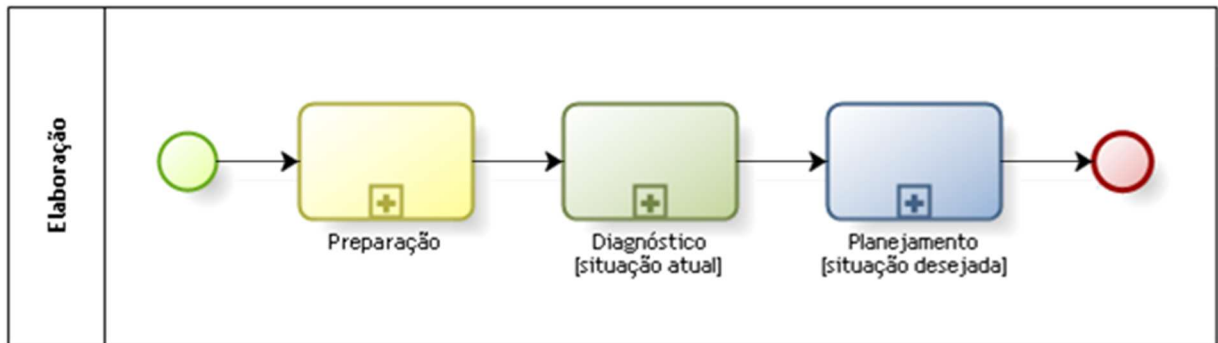 Elaboração
Preparação
Diagnóstico
[situação atual]
Planejamento
[situação desejada]